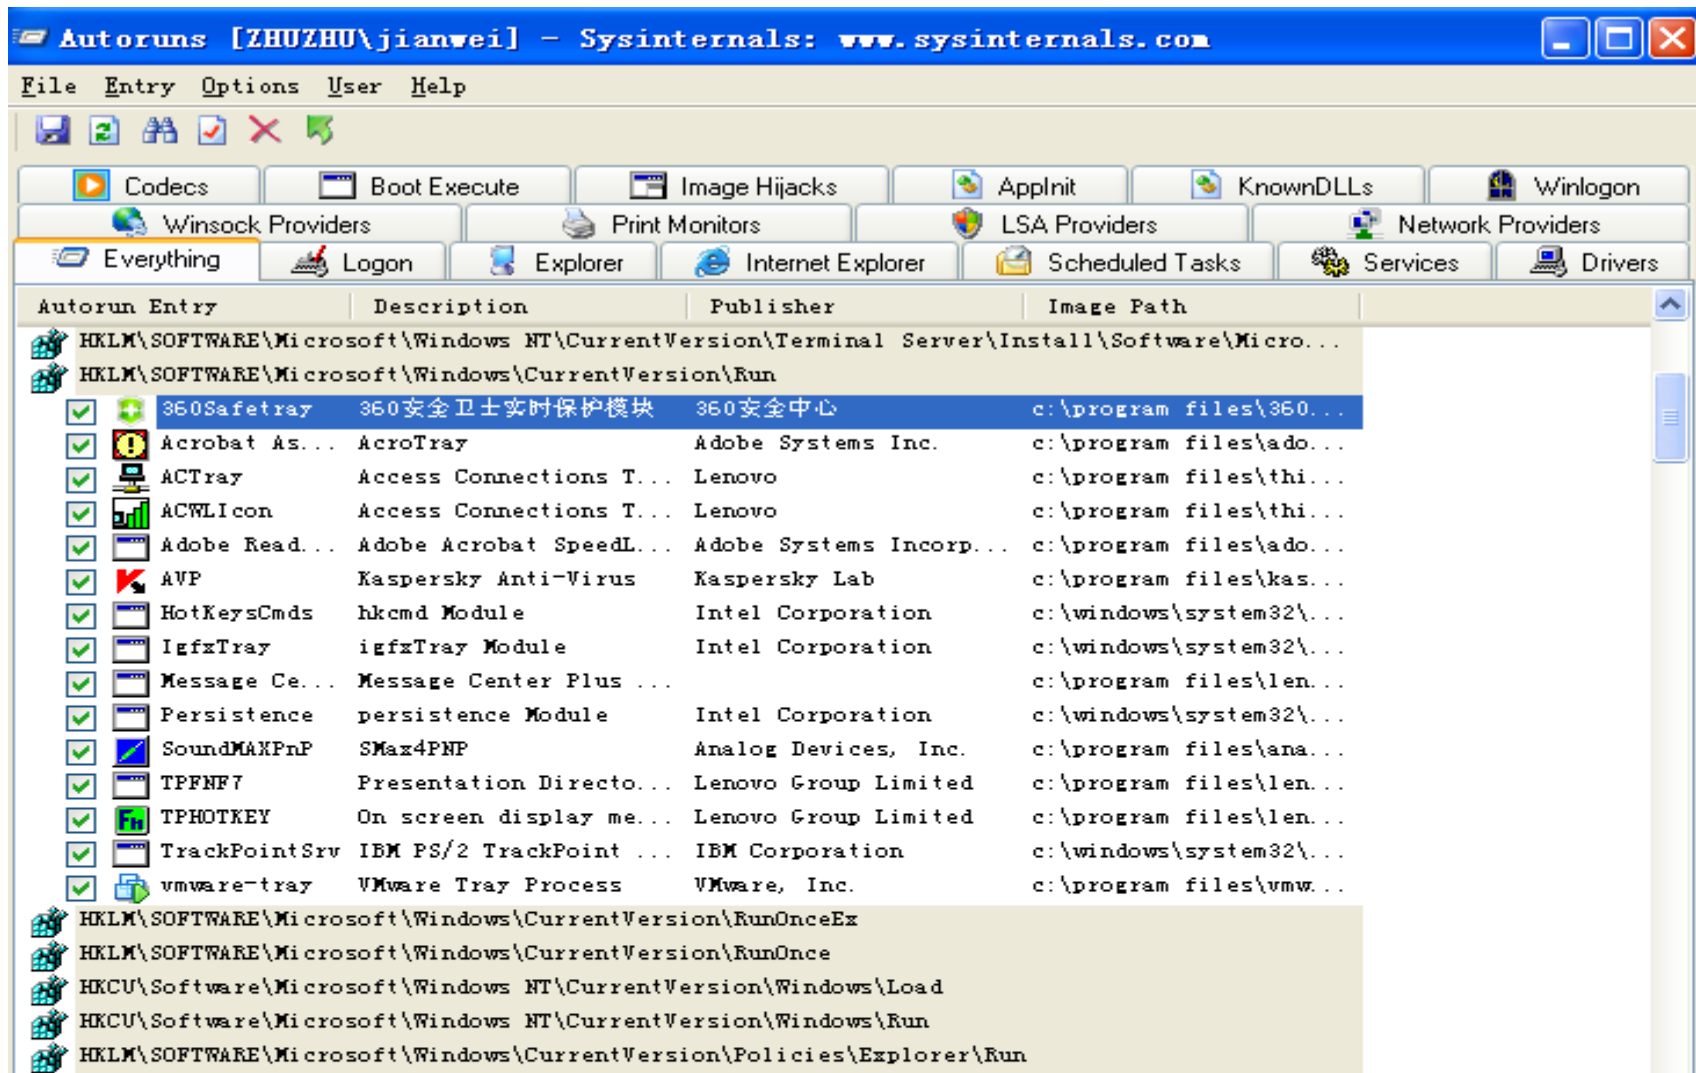 Autoruns [ZHUZHU\jianwei] - Sysinternals: www.sysinternals.com
File Entry Options User Help
Codecs Boot Execute Image Hijacks AppInit KnownDLLs Winlogon
Winsock Providers Print Monitors LSA Providers Network Providers
Everything Logon Explorer Internet Explorer Scheduled Tasks Services Drivers
Autorun Entry Description Publisher Image Path
HKLM\SOFTWARE\Microsoft\Windows NT\CurrentVersion\Terminal Server\Install\Software\Micro...
HKLM\SOFTWARE\Microsoft\Windows\CurrentVersion\Run
360Safetray 360安全卫士实时保护模块 360安全中心 c:\program files\360...
Acrobat As... AcroTray Adobe Systems Inc. c:\program files\ado...
ACTray Access Connections T... Lenovo c:\program files\thi...
ACWLIcon Access Connections T... Lenovo c:\program files\thi...
Adobe Read... Adobe Acrobat SpeedL... Adobe Systems Incorp... c:\program files\ado...
AVP Kaspersky Anti-Virus Kaspersky Lab c:\program files\kas...
HotKeysCmds hkcmd Module Intel Corporation c:\windows\system32\...
IgfxTray igfxTray Module Intel Corporation c:\windows\system32\...
Message Ce... Message Center Plus ... c:\program files\len...
Persistence persistence Module Intel Corporation c:\windows\system32\...
SoundMAXPnP SMax4PNP Analog Devices, Inc. c:\program files\ana...
TPFNF7 Presentation Directo... Lenovo Group Limited c:\program files\len...
TPHOTKEY On screen display me... Lenovo Group Limited c:\program files\len...
TrackPointSrv IBM PS/2 TrackPoint ... IBM Corporation c:\windows\system32\...
vmware-tray VMware Tray Process VMware, Inc. c:\program files\vmw...
HKLM\SOFTWARE\Microsoft\Windows\CurrentVersion\RunOnceEx
HKLM\SOFTWARE\Microsoft\Windows\CurrentVersion\RunOnce
HKCU\Software\Microsoft\Windows NT\CurrentVersion\Windows\Load
HKCU\Software\Microsoft\Windows NT\CurrentVersion\Windows\Run
HKLM\SOFTWARE\Microsoft\Windows\CurrentVersion\Policies\Explorer\Run